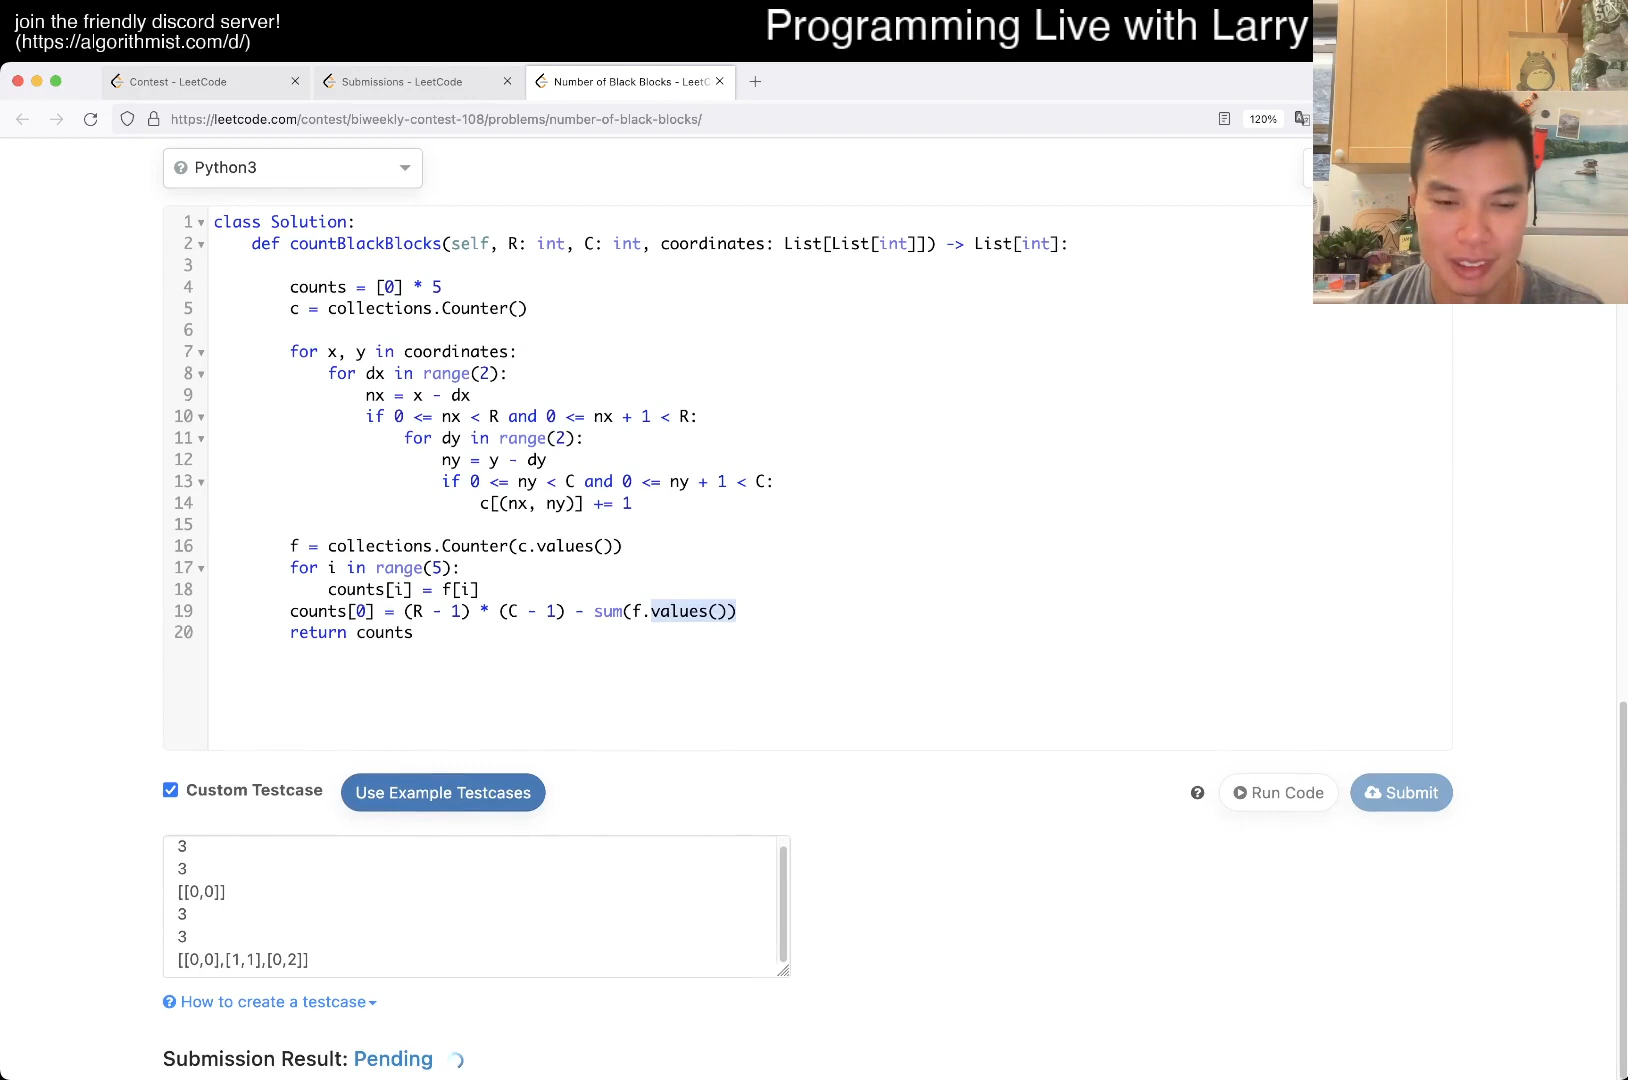 join the friendly discord server!
(https://algorithmist.com/d/)
Programming Live with Larry
Contest - LeetCode
Submissions - LeetCode
Number of Black Blocks - LeetC
https://leetcode.com/contest/biweekly-contest-108/problems/number-of-black-blocks/
120%
Python3
1 class Solution:
2 def countBlackBlocks(self, R: int, C: int, coordinates: List[List[int]]) -> List[int]:
3
4 counts = [0] * 5
5 c = collections.Counter()
6
7 for x, y in coordinates:
8 for dx in range(2):
9 nx = x - dx
10 if 0 <= nx < R and 0 <= nx + 1 < R:
11 for dy in range(2):
12 ny = y - dy
13 if 0 <= ny < C and 0 <= ny + 1 < C:
14 c[(nx, ny)] += 1
15
16 f = collections.Counter(c.values())
17 for i in range(5):
18 counts[i] = f[i]
19 counts[0] = (R - 1) * (C - 1) - sum(f.values())
20 return counts
Custom Testcase
Use Example Testcases
Run Code
Submit
3
3
[[0,0]]
3
3
[[0,0],[1,1],[0,2]]
How to create a testcase
Submission Result: Pending